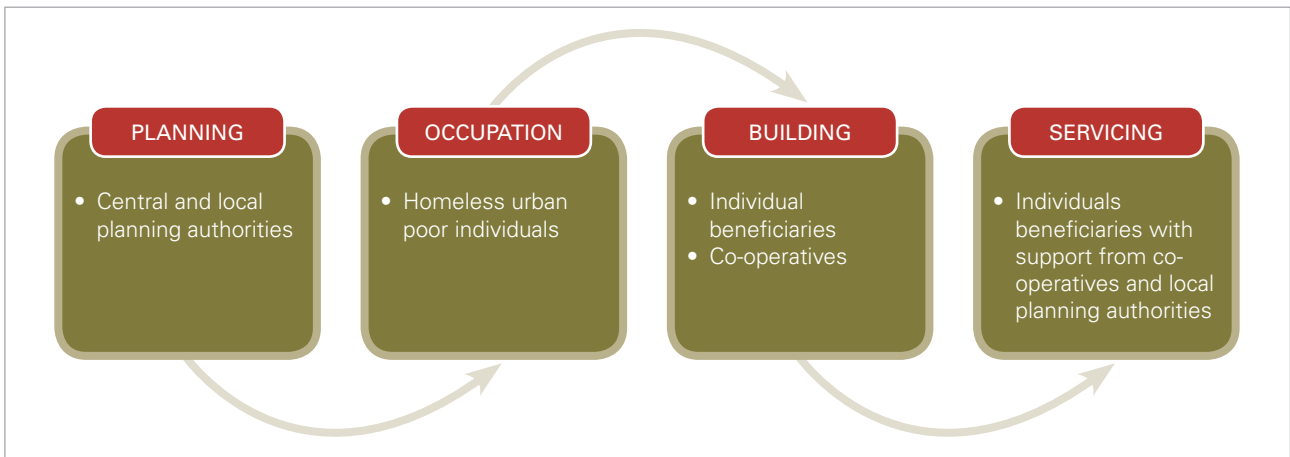 PLANNING
• Central and local
planning authorities
OCCUPATION
• Homeless urban
poor individuals
BUILDING
• Individual
beneficiaries
• Co-operatives
SERVICING
• Individuals
beneficiaries with
support from co-
operatives and local
planning authorities